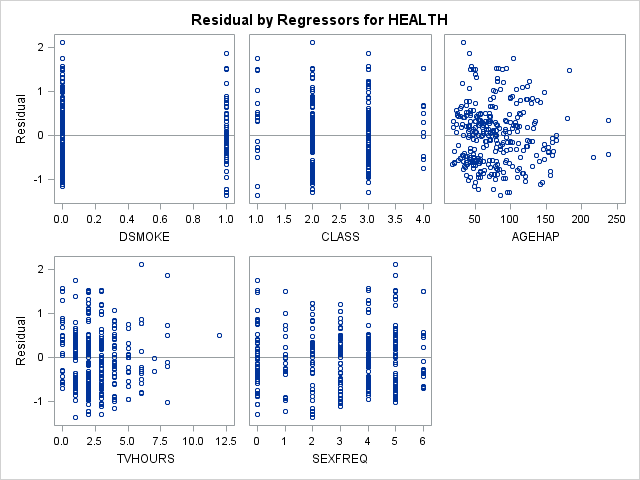 Residual by Regressors for HEALTH
Residual
2
1
0
-1
0.0 0.2 0.4 0.6 0.8 1.0
DSMOKE
1.0 1.5 2.0 2.5 3.0 3.5 4.0
CLASS
50 100 150 200 250
AGEHAP
Residual
2
1
0
-1
0.0 2.5 5.0 7.5 10.0 12.5
TVHOURS
0 1 2 3 4 5 6
SEXFREQ